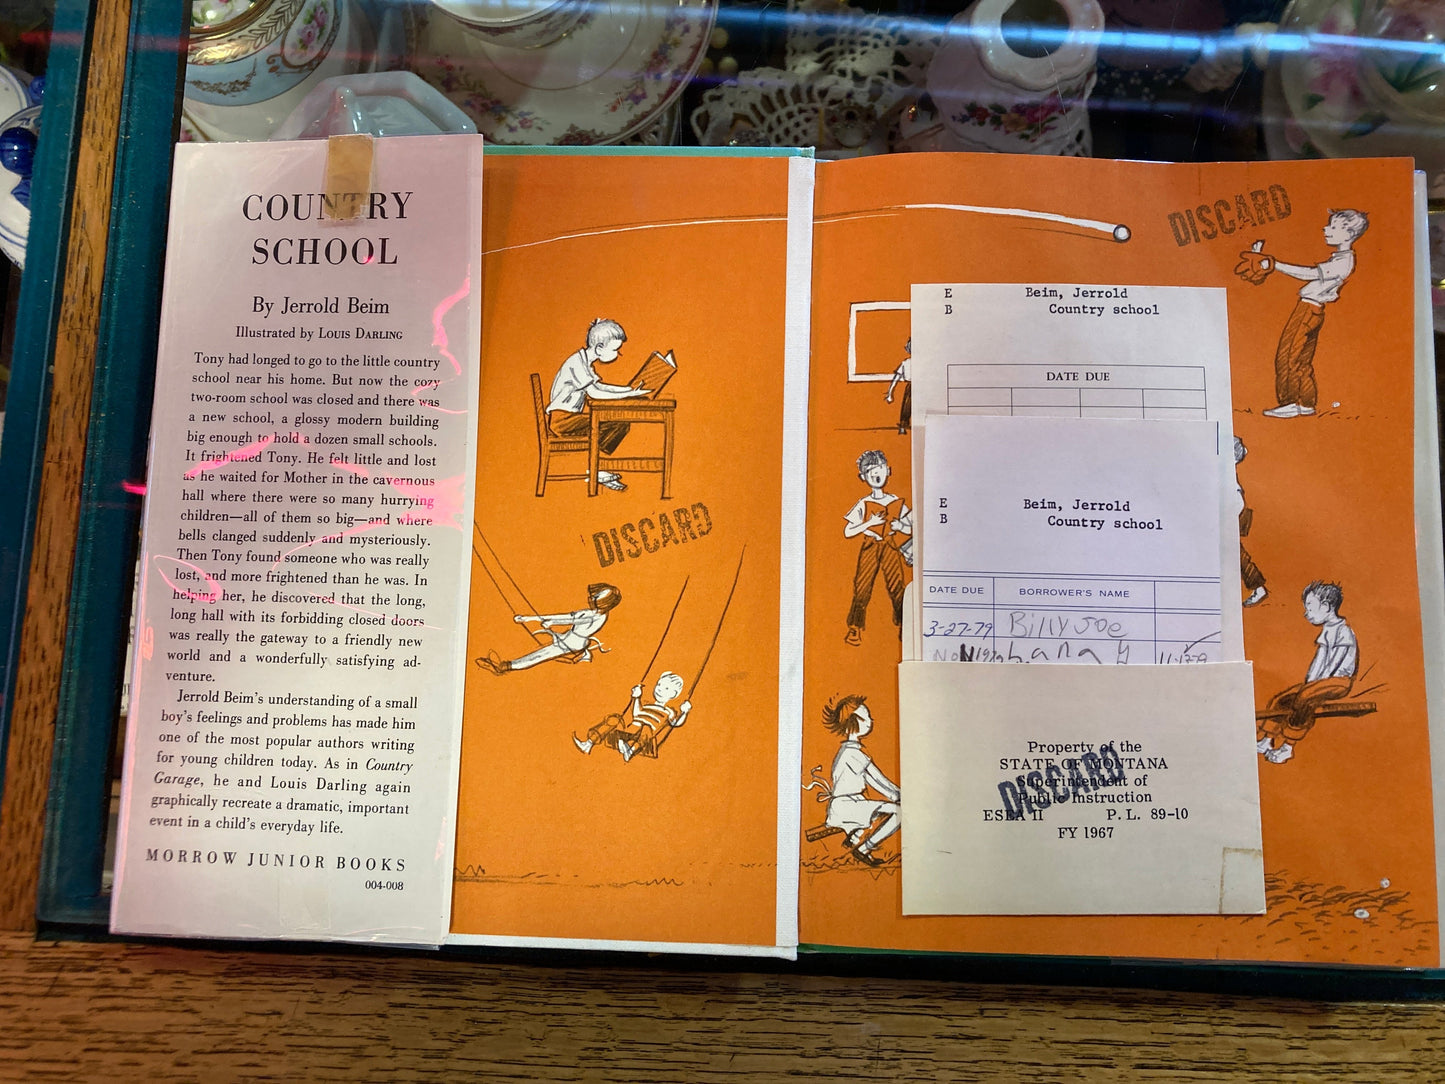 COUNTRY
SCHOOL
By Jerrold Beim
Illustrated by LOUIS DARLING
Tony had longed to go to the little country
school near his home. But now the cozy
two-room school was closed and there was
a new school, a glossy modern building
big enough to hold a dozen small schools.
It frightened Tony. He felt little and lost
as he waited for Mother in the cavernous
hall where there were so many hurrying
children—all of them so big—and where
bells clanged suddenly and mysteriously.
Then Tony found someone who was really
lost, and more frightened than he was. In
helping her, he discovered that the long,
long hall with its forbidding closed doors
was really the gateway to a friendly new
world and a wonderfully satisfying ad-
venture.
Jerrold Beim's understanding of a small
boy's feelings and problems has made him
one of the most popular authors writing
for young children today. As in Country
Garage, he and Louis Darling again
graphically recreate a dramatic, important
event in a child's everyday life.
MORROW JUNIOR BOOKS
004-008
DISCARD
DISCARD
E Beim, Jerrold
B Country school
DATE DUE
E Beim, Jerrold
B Country school
DATE DUE BORROWER'S NAME
3-27-79 Billy Joe
Property of the
STATE OF MONTANA
Superintendent of
Public Instruction
ESEA II P. L. 89-10
FY 1967
DISCARD